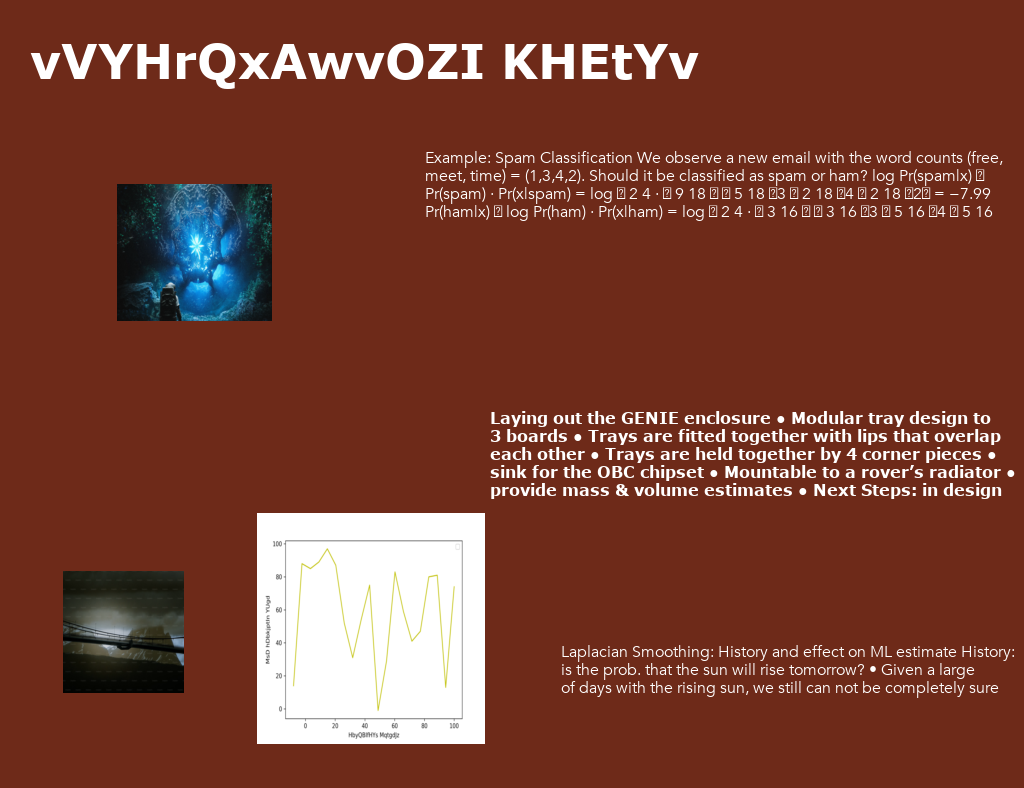 vVYHrQxAwvOZI KHEtYv
Example: Spam Classification We observe a new email with the word counts (free,
meet, time) = (1,3,4,2). Should it be classified as spam or ham? log Pr(spam|x)
Pr(spam) · Pr(x|spam) = log 2 4 · 9 18 5 18 3 2 18 4 2 18 2 = −7.99
Pr(ham|x) log Pr(ham) · Pr(x|ham) = log 2 4 · 3 16 3 16 3 5 16 4 5 16
Laying out the GENIE enclosure ● Modular tray design to
3 boards ● Trays are fitted together with lips that overlap
each other ● Trays are held together by 4 corner pieces ●
sink for the OBC chipset ● Mountable to a rover’s radiator ●
provide mass & volume estimates ● Next Steps: in design
100
80
60
40
20
0
0 20 40 60 80 100
HbyQBlfHYs Mqtgdjz
Laplacian Smoothing: History and effect on ML estimate History:
is the prob. that the sun will rise tomorrow? • Given a large
of days with the rising sun, we still can not be completely sure